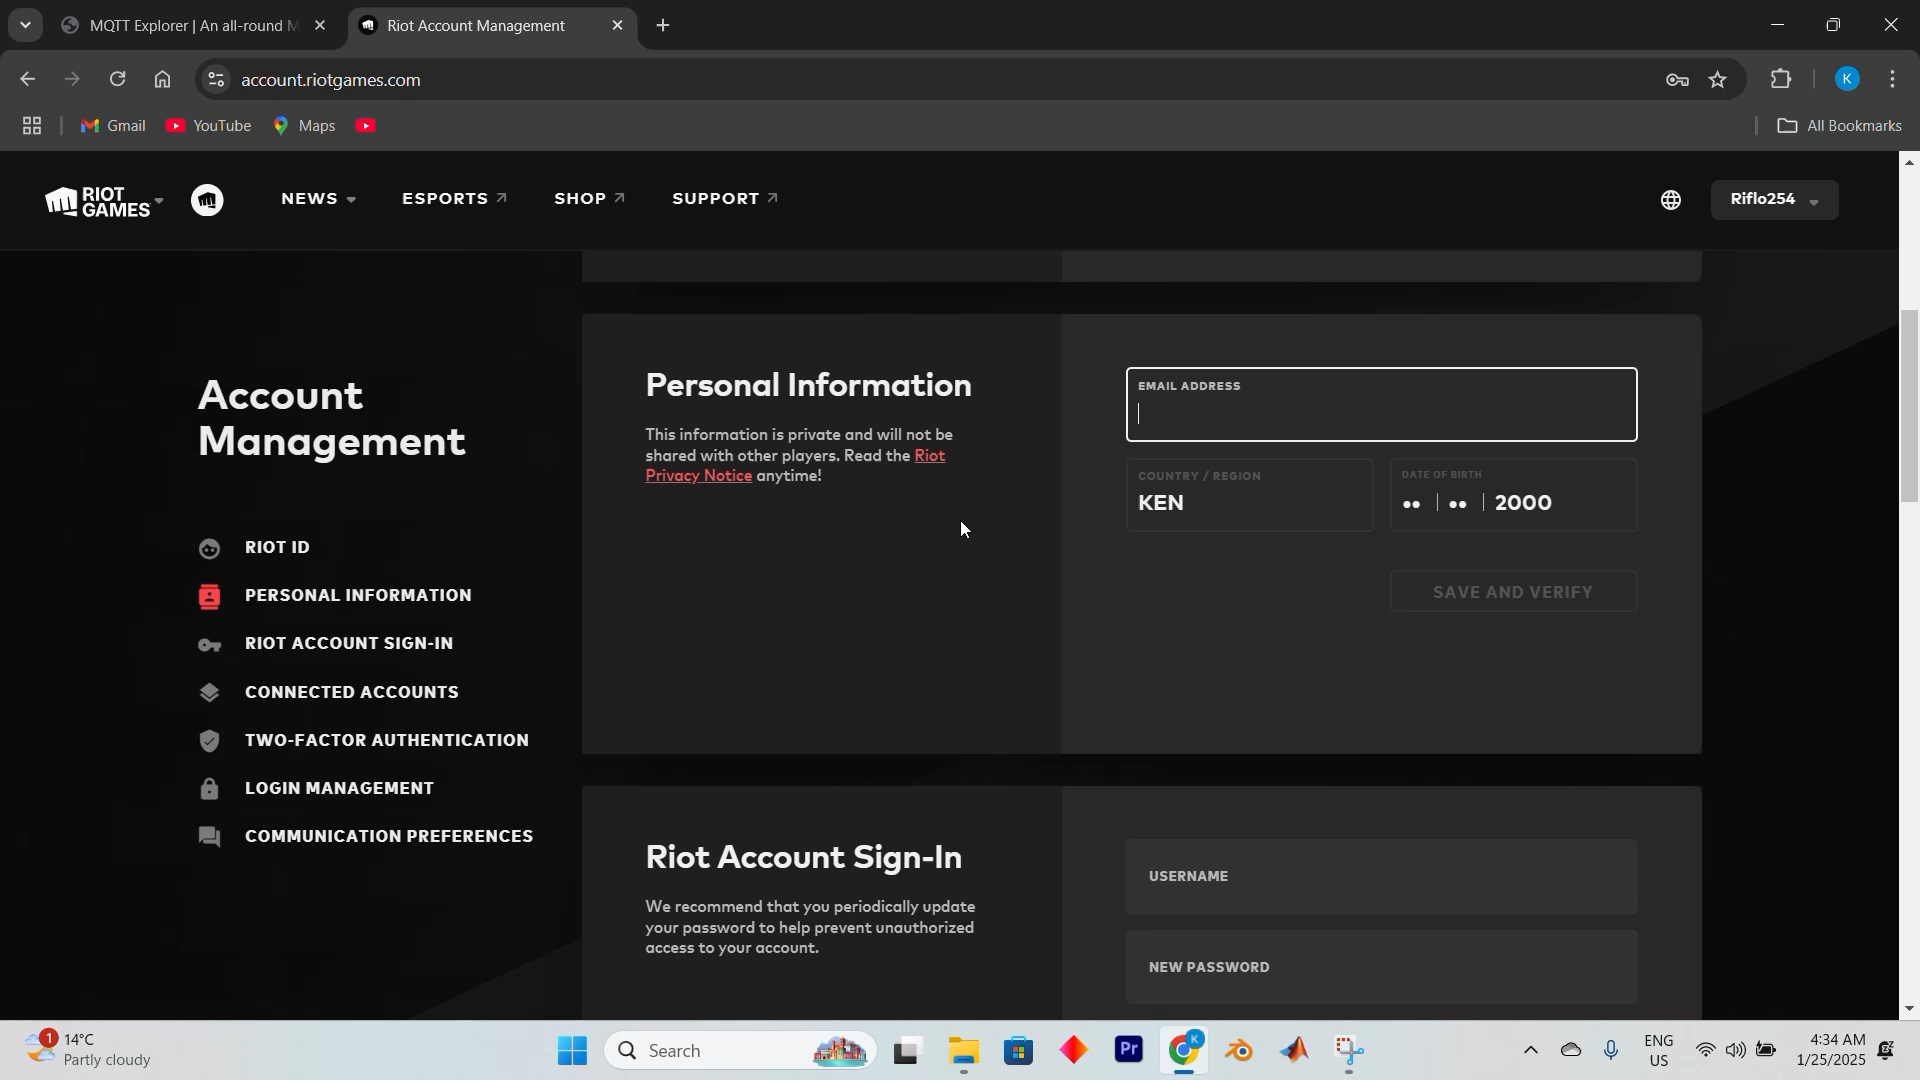 MQTT Explorer | An all-round M
Riot Account Management
account.riotgames.com
K
Gmail
YouTube
Maps
All Bookmarks
RIOT
GAMES
NEWS
ESPORTS
SHOP
SUPPORT
Riflo254
Account
Management
RIOT ID
PERSONAL INFORMATION
RIOT ACCOUNT SIGN-IN
CONNECTED ACCOUNTS
TWO-FACTOR AUTHENTICATION
LOGIN MANAGEMENT
COMMUNICATION PREFERENCES
Personal Information
This information is private and will not be
shared with other players. Read the Riot
Privacy Notice anytime!
EMAIL ADDRESS
COUNTRY / REGION
KEN
DATE OF BIRTH
•• | •• | 2000
SAVE AND VERIFY
Riot Account Sign-In
We recommend that you periodically update
your password to help prevent unauthorized
access to your account.
USERNAME
NEW PASSWORD
1
14°C
Partly cloudy
Search
Pr
K
ENG
US
4:34 AM
1/25/2025